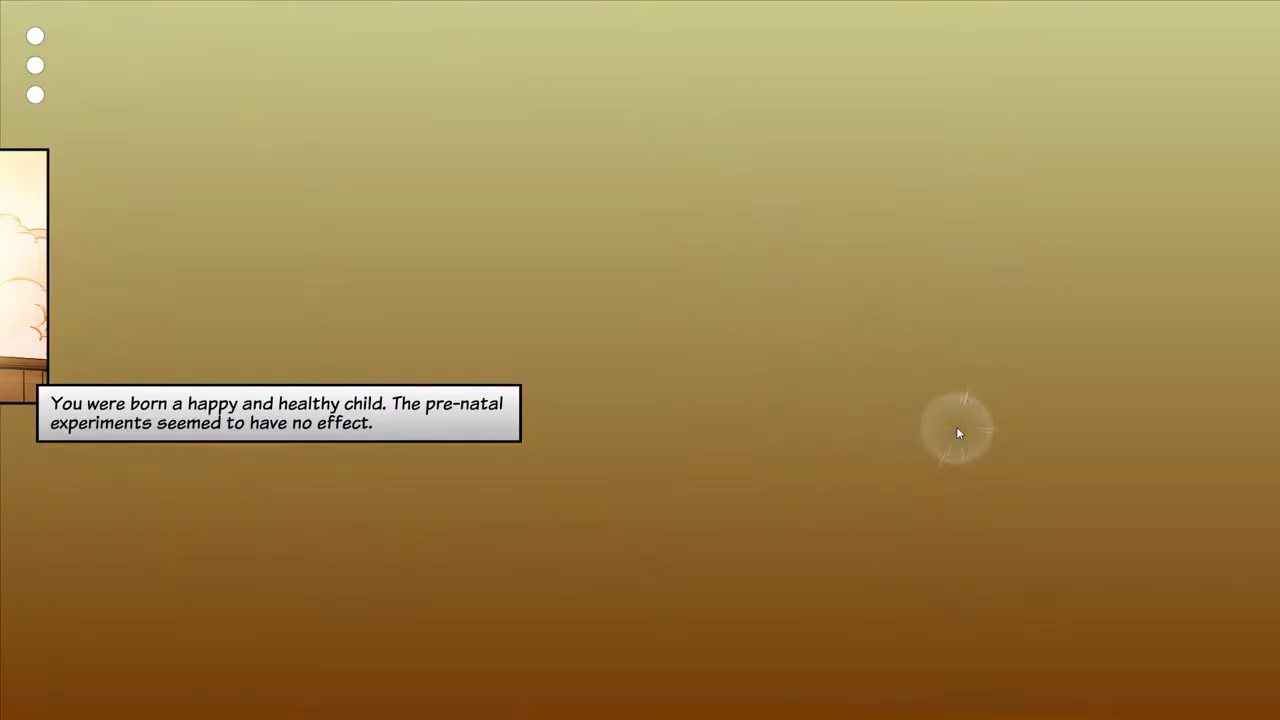 You were born a happy and healthy child. The pre-natal
experiments seemed to have no effect.